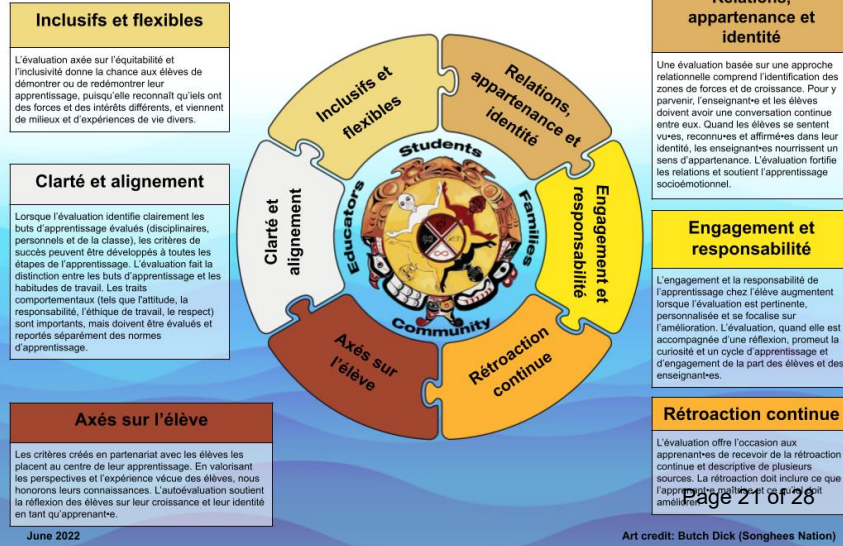 Inclusifs et flexibles
L'évaluation axée sur l'équitabilité et
l'inclusivité donne la chance aux élèves de
démontrer ou de redémontrer leur
apprentissage, puisqu'elle reconnaît qu'iels ont
des forces et des intérêts différents, et viennent
de milieux et d'expériences de vie divers.
Clarté et alignement
Lorsque l'évaluation identifie clairement les
buts d'apprentissage évalués (disciplinaires,
personnels et de la classe), les critères de
succès peuvent être développés à toutes les
étapes de l'apprentissage. L'évaluation fait la
distinction entre les buts d'apprentissage et les
habitudes de travail. Les traits
comportementaux (tels que l'attitude, la
responsabilité, l'éthique de travail, le respect)
sont importants, mais doivent être évalués et
reportés séparément des normes
d'apprentissage.
Axés sur l'élève
Les critères créés en partenariat avec les élèves les
placent au centre de leur apprentissage. En valorisant
les perspectives et l'expérience vécue des élèves, nous
honorons leurs connaissances. L'autoévaluation soutient
la réflexion des élèves sur leur croissance et leur identité
en tant qu'apprenant•e.
June 2022
Inclusifs et
flexibles
Relations,
appartenance et
identité
Clarté et
alignement
Engagement et
responsabilité
Axés sur
l'élève
Rétroaction
continue
Students
Educators
Families
Community
Relations,
appartenance et
identité
Une évaluation basée sur une approche
relationnelle comprend l'identification des
zones de forces et de croissance. Pour y
parvenir, l'enseignant•e et les élèves
doivent avoir une conversation continue
entre eux. Quand les élèves se sentent
vu•es, reconnu•es et affirmé•es dans leur
identité, les enseignant•es nourrissent un
sens d'appartenance. L'évaluation fortifie
les relations et soutient l'apprentissage
socioémotionnel.
Engagement et
responsabilité
L'engagement et la responsabilité de
l'apprentissage chez l'élève augmentent
lorsque l'évaluation est pertinente,
personnalisée et se focalise sur
l'amélioration. L'évaluation, quand elle est
accompagnée d'une réflexion, promeut la
curiosité et un cycle d'apprentissage et
d'engagement de la part des élèves et des
enseignant•es.
Rétroaction continue
L'évaluation offre l'occasion aux
apprenant•es de recevoir de la rétroaction
continue et descriptive de plusieurs
sources. La rétroaction doit inclure ce que
l'apprenant•e maîtrise et ce qu'iel doit
améliorer
Page 21 of 28
Art credit: Butch Dick (Songhees Nation)